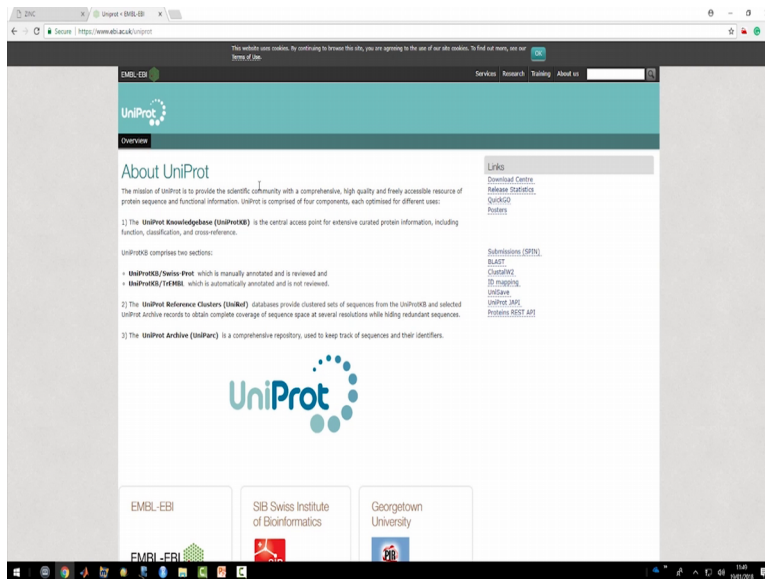 ZINC
Uniprot < EMBL-EBI
Secure | https://www.ebi.ac.uk/uniprot
This website uses cookies. By continuing to browse this site, you are agreeing to the use of our site cookies. To find out more, see our
Terms of Use.
OK
EMBL-EBI
Services Research Training About us
UniProt
Overview
About UniProt
The mission of UniProt is to provide the scientific community with a comprehensive, high quality and freely accessible resource of
protein sequence and functional information. UniProt is comprised of four components, each optimised for different uses:
1) The UniProt Knowledgebase (UniProtKB) is the central access point for extensive curated protein information, including
function, classification, and cross-reference.
UniProtKB comprises two sections:
UniProtKB/Swiss-Prot which is manually annotated and is reviewed and
UniProtKB/TrEMBL which is automatically annotated and is not reviewed.
2) The UniProt Reference Clusters (UniRef) databases provide clustered sets of sequences from the UniProtKB and selected
UniProt Archive records to obtain complete coverage of sequence space at several resolutions while hiding redundant sequences.
3) The UniProt Archive (UniParc) is a comprehensive repository, used to keep track of sequences and their identifiers.
Links
Download Centre
Release Statistics
QuickGO
Posters
Submissions (SPIN)
BLAST
ClustalW2
ID mapping
UniSave
UniProt JAPI
Proteins REST API
UniProt
EMBL-EBI
EMBL-EBI
SIB Swiss Institute
of Bioinformatics
Georgetown
University
PIR
11:49
19/01/2018